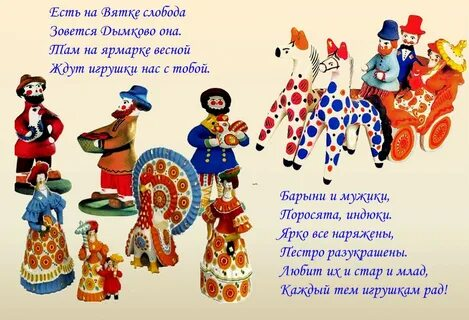 Есть на Вятке слобода
Зовется Дымково она.
Там на ярмарке весной
Ждут игрушки нас с тобой.
Барыни и мужики,
Поросята, индюки.
Ярко все наряжены,
Пестро разукрашены.
Любит их и стар и млад,
Каждый тем игрушкам рад!